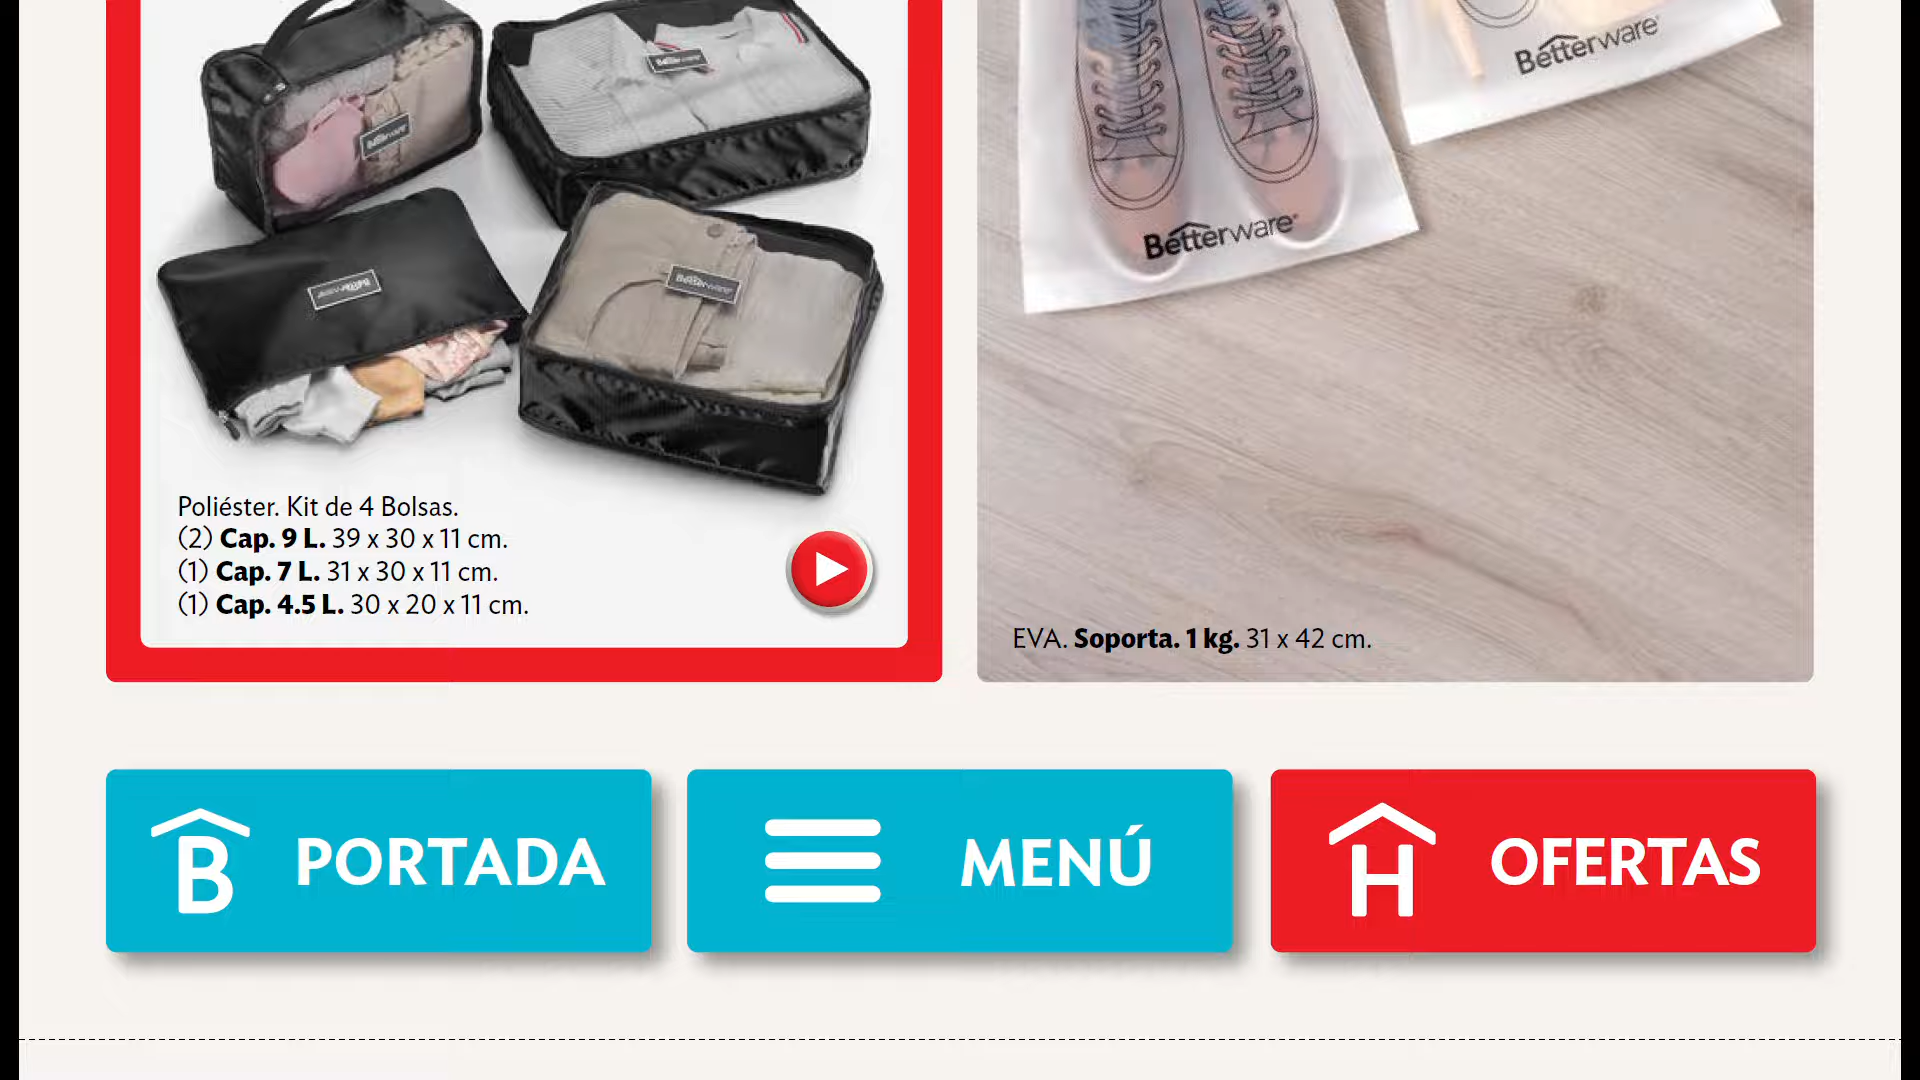 Betterware
Betterware
Betterware
Betterware
Betterware
Betterware
Poliéster. Kit de 4 Bolsas.
(2) Cap. 9 L. 39 x 30 x 11 cm.
(1) Cap. 7 L. 31 x 30 x 11 cm.
(1) Cap. 4.5 L. 30 x 20 x 11 cm.
EVA. Soporta. 1 kg. 31 x 42 cm.
B PORTADA
MENÚ
H OFERTAS